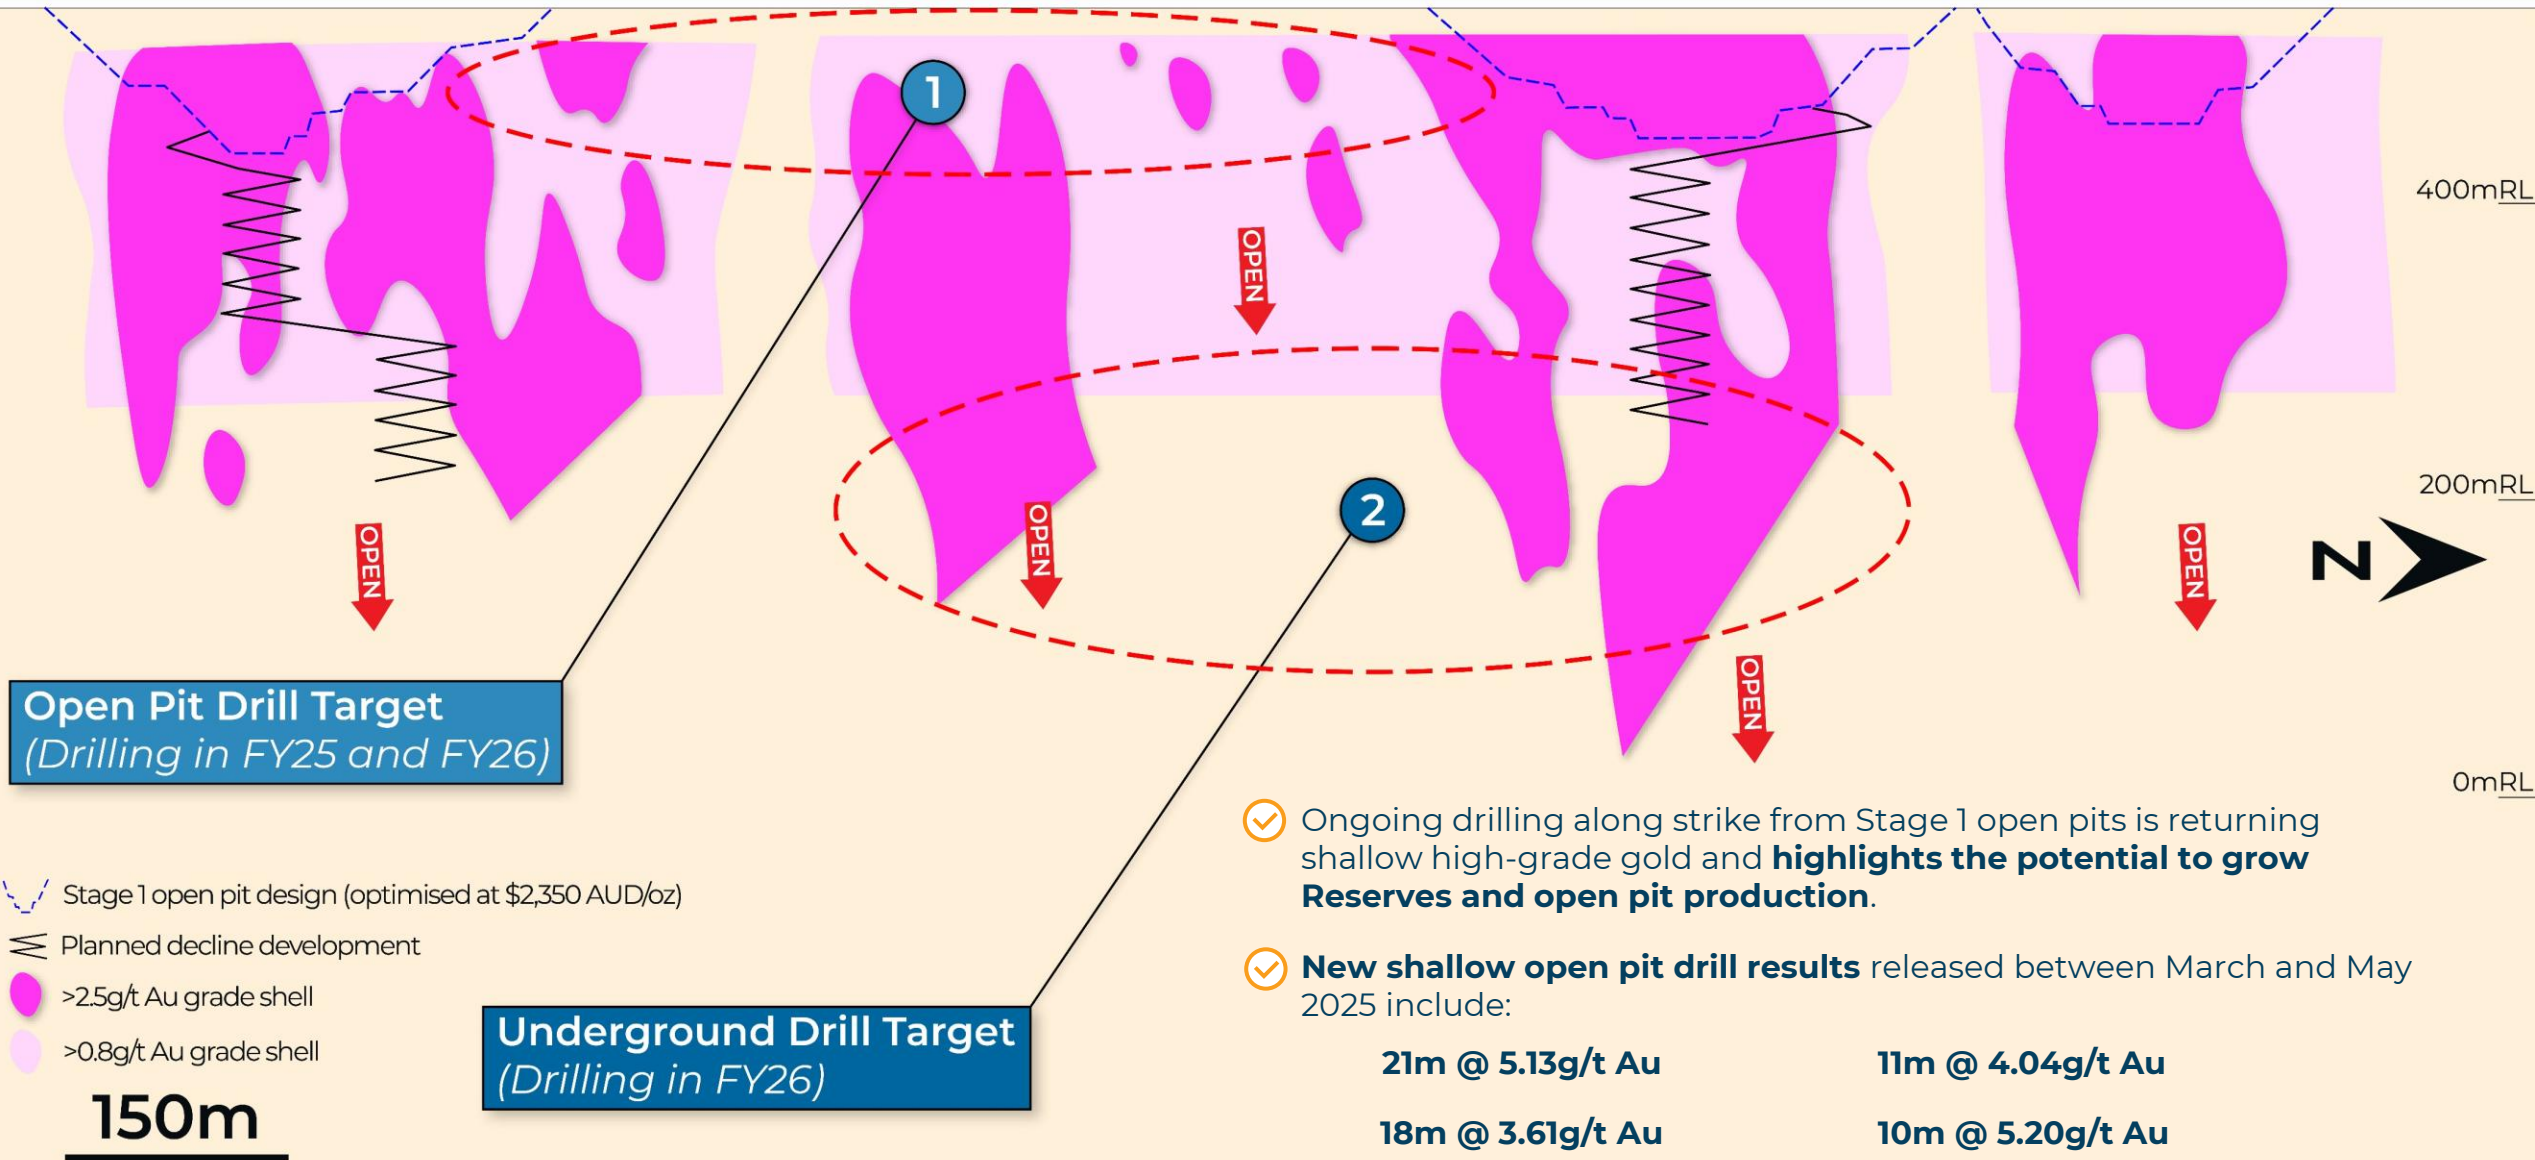 1
400mRL
OPEN
2
200mRL
OPEN
OPEN
OPEN
N
OPEN
Open Pit Drill Target
(Drilling in FY25 and FY26)
0mRL
Ongoing drilling along strike from Stage 1 open pits is returning
shallow high-grade gold and highlights the potential to grow
Reserves and open pit production.
Stage 1 open pit design (optimised at $2,350 AUD/oz)
Planned decline development
>2.5g/t Au grade shell
>0.8g/t Au grade shell
150m
Underground Drill Target
(Drilling in FY26)
New shallow open pit drill results released between March and May
2025 include:
21m @ 5.13g/t Au
11m @ 4.04g/t Au
18m @ 3.61g/t Au
10m @ 5.20g/t Au